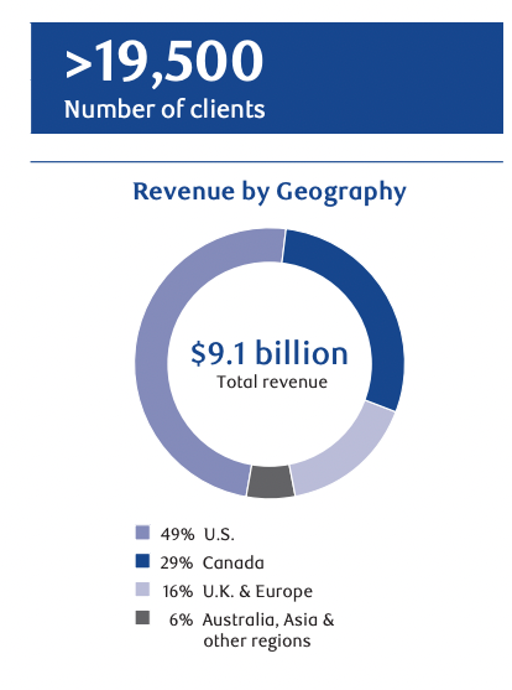 >19,500
Number of clients
Revenue by Geography
$9.1 billion
Total revenue
49% U.S.
29% Canada
16% U.K. & Europe
6% Australia, Asia &
other regions